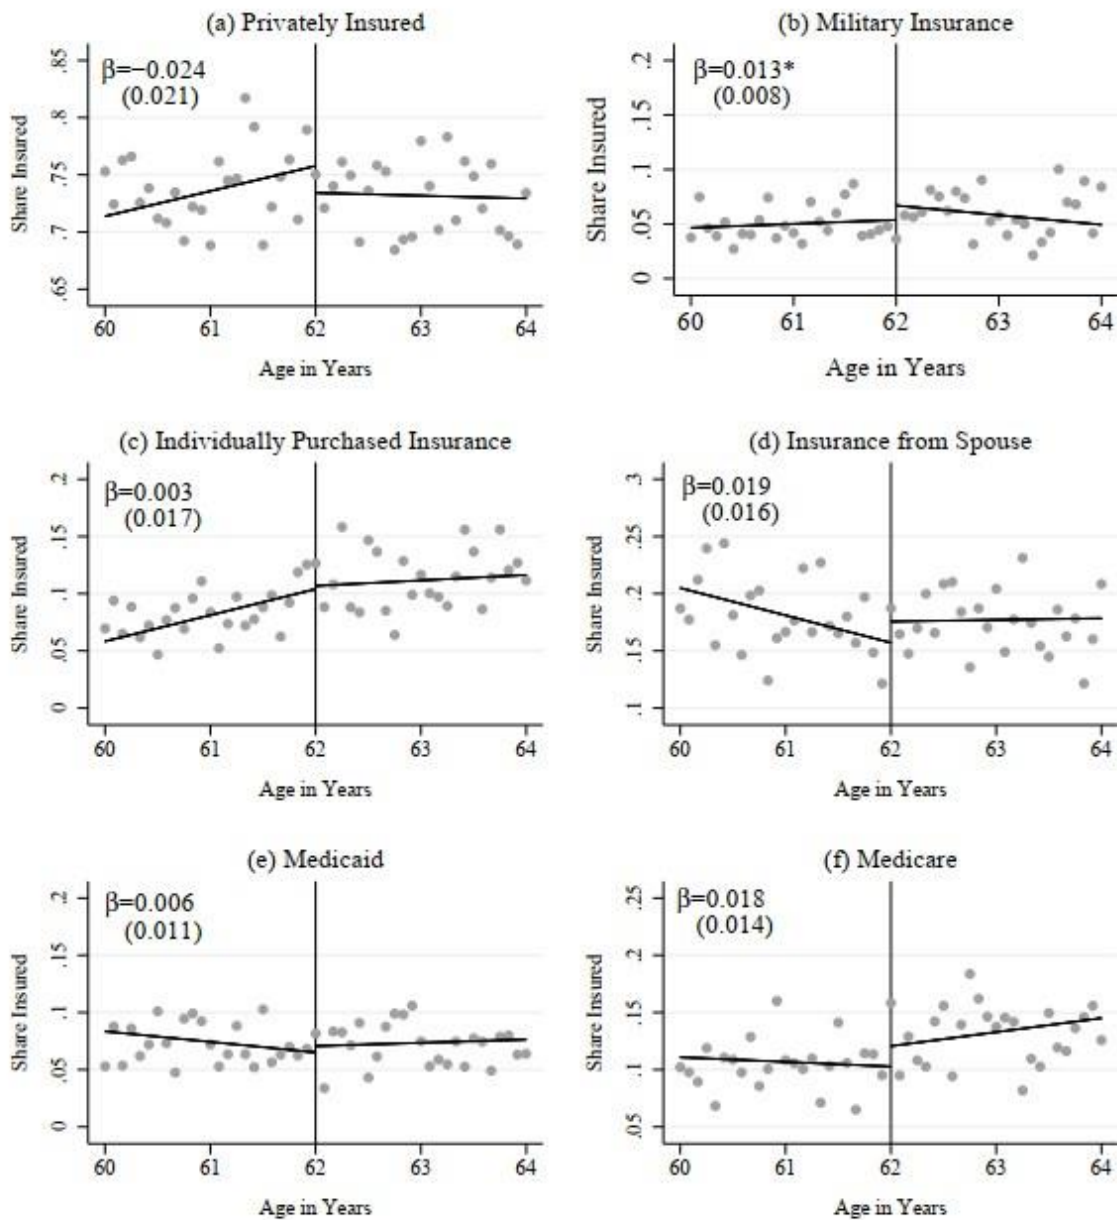 (a) Privately Insured
β=−0.024
(0.021)
Share Insured
.85
.8
.75
.7
.65
60 61 62 63 64
Age in Years
(b) Military Insurance
β=0.013*
(0.008)
Share Insured
.2
.15
.1
.05
0
60 61 62 63 64
Age in Years
(c) Individually Purchased Insurance
β=0.003
(0.017)
Share Insured
.2
.15
.1
.05
0
60 61 62 63 64
Age in Years
(d) Insurance from Spouse
β=0.019
(0.016)
Share Insured
.3
.25
.2
.15
.1
60 61 62 63 64
Age in Years
(e) Medicaid
β=0.006
(0.011)
Share Insured
.2
.15
.1
.05
0
60 61 62 63 64
Age in Years
(f) Medicare
β=0.018
(0.014)
Share Insured
.25
.2
.15
.1
.05
60 61 62 63 64
Age in Years